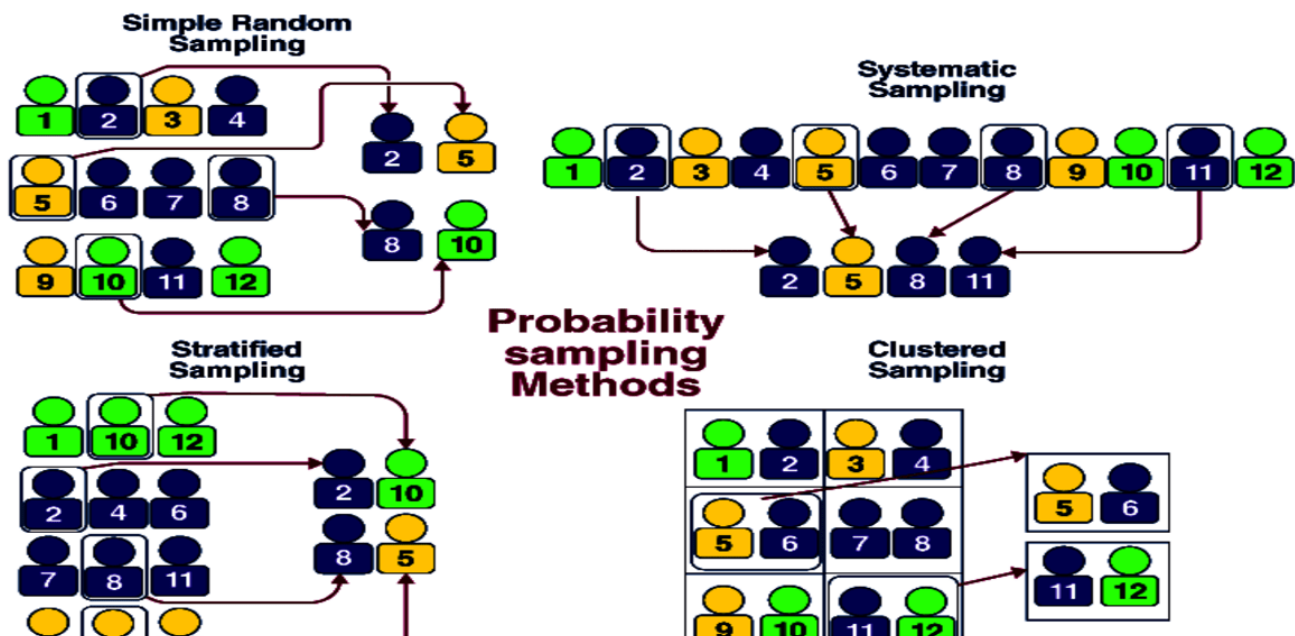 Simple Random
Sampling
1 2 3 4
2 5
5 6 7 8
8 10
9 10 11 12
Systematic
Sampling
1 2 3 4 5 6 7 8 9 10 11 12
2 5 8 11
Probability
sampling
Methods
Stratified
Sampling
1 10 12
2 4 6
2 10
7 8 11
8 5
Clustered
Sampling
1 2 3 4
5 6 7 8
9 10 11 12
5 6
11 12